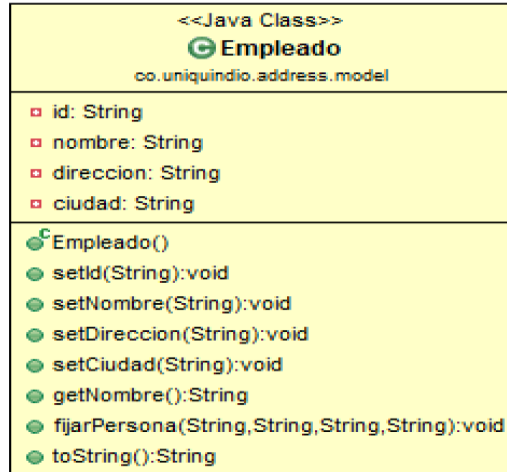 <<Java Class>>
Empleado
co.uniquindio.address.model
id: String
nombre: String
direccion: String
ciudad: String
Empleado()
setId(String):void
setNombre(String):void
setDireccion(String):void
setCiudad(String):void
getNombre():String
fijarPersona(String,String,String,String):void
toString():String